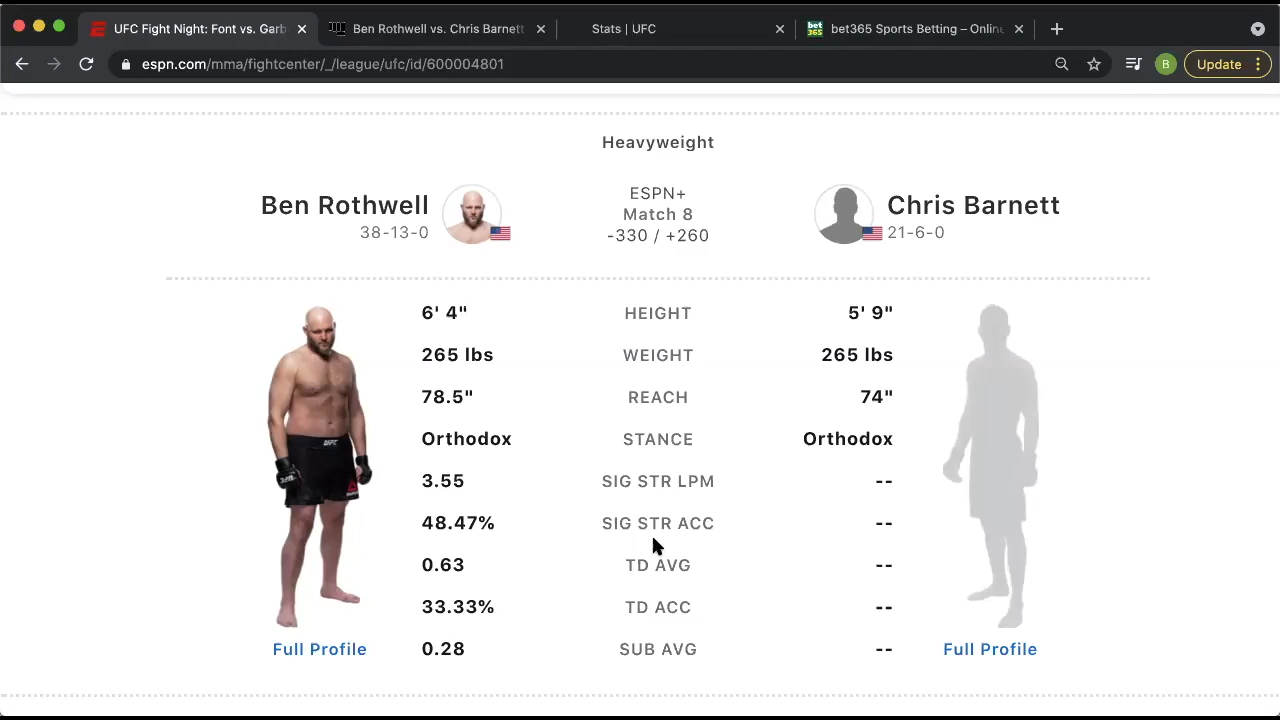 UFC Fight Night: Font vs. Garb
Ben Rothwell vs. Chris Barnett
Stats | UFC
bet365 Sports Betting – Online
espn.com/mma/fightcenter/_/league/ufc/id/600004801
B
Update
Heavyweight
Ben Rothwell
38-13-0
ESPN+
Match 8
-330 / +260
Chris Barnett
21-6-0
6' 4" HEIGHT 5' 9"
265 lbs WEIGHT 265 lbs
78.5" REACH 74"
Orthodox STANCE Orthodox
3.55 SIG STR LPM --
48.47% SIG STR ACC --
0.63 TD AVG --
33.33% TD ACC --
Full Profile 0.28 SUB AVG -- Full Profile